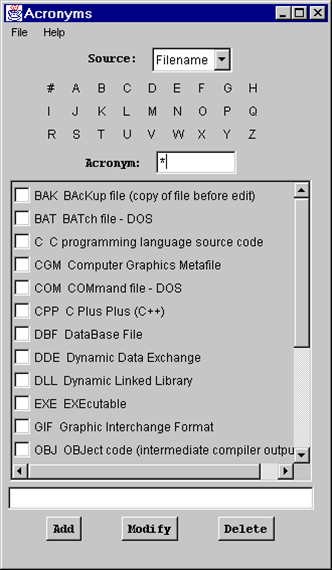 Acronyms
File Help
Source: Filename
# A B C D E F G H
I J K L M N O P Q
R S T U V W X Y Z
Acronym: *
BAK BAcKup file (copy of file before edit)
BAT BATch file - DOS
C C programming language source code
CGM Computer Graphics Metafile
COM COMmand file - DOS
CPP C Plus Plus (C++)
DBF DataBase File
DDE Dynamic Data Exchange
DLL Dynamic Linked Library
EXE EXEcutable
GIF Graphic Interchange Format
OBJ OBJect code (intermediate compiler outpu
Add Modify Delete